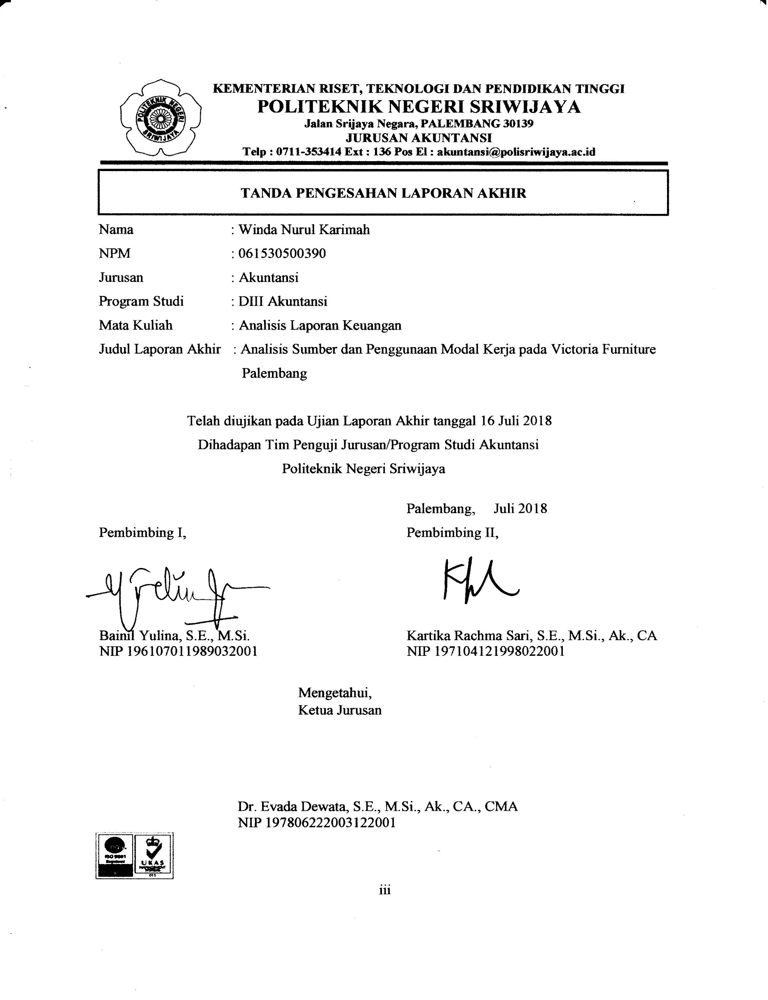 POLITEKNIK NEGERI
SRIWIJAYA
KEMENTERIAN RISET, TEKNOLOGI DAN PENDIDIKAN TINGGI
POLITEKNIK NEGERI SRIWIJAYA
Jalan Srijaya Negara, PALEMBANG 30139
JURUSAN AKUNTANSI
Telp : 0711-353414 Ext : 136 Pos El : akuntansi@polisriwijaya.ac.id
TANDA PENGESAHAN LAPORAN AKHIR
Nama : Winda Nurul Karimah
NPM : 061530500390
Jurusan : Akuntansi
Program Studi : DIII Akuntansi
Mata Kuliah : Analisis Laporan Keuangan
Judul Laporan Akhir : Analisis Sumber dan Penggunaan Modal Kerja pada Victoria Furniture
Palembang
Telah diujikan pada Ujian Laporan Akhir tanggal 16 Juli 2018
Dihadapan Tim Penguji Jurusan/Program Studi Akuntansi
Politeknik Negeri Sriwijaya
Palembang, Juli 2018
Pembimbing I, Pembimbing II,
Bainil Yulina, S.E., M.Si. Kartika Rachma Sari, S.E., M.Si., Ak., CA
NIP 196107011989032001 NIP 197104121998022001
Mengetahui,
Ketua Jurusan
Dr. Evada Dewata, S.E., M.Si., Ak., CA., CMA
NIP 197806222003122001
ISO 9001
Registered
UKAS
MANAGEMENT
SYSTEMS
015
iii